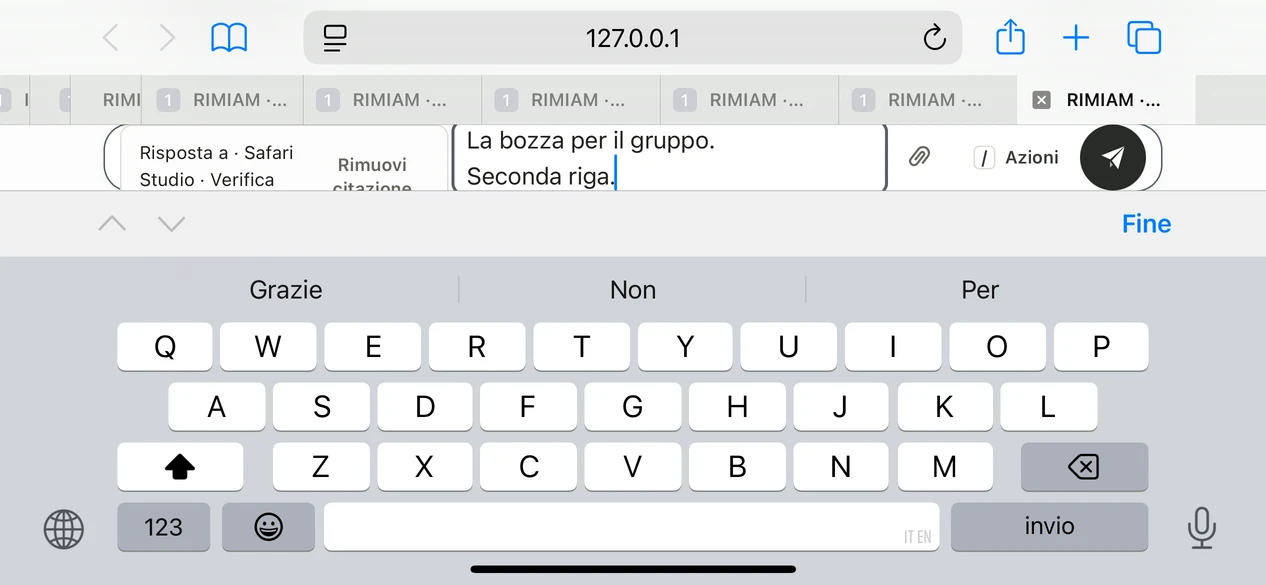 127.0.0.1
1 I
1 RIMI
1 RIMIAM ·...
1 RIMIAM ·...
1 RIMIAM ·...
1 RIMIAM ·...
1 RIMIAM ·...
RIMIAM ·...
Risposta a · Safari
Studio · Verifica
Rimuovi
citazione
La bozza per il gruppo.
Seconda riga.
/ Azioni
Fine
Grazie Non Per
Q W E R T Y U I O P
A S D F G H J K L
Z X C V B N M
123
IT EN
invio